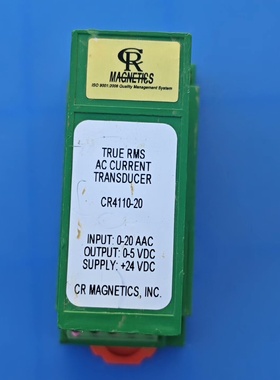 CR
MAGNETICS
ISO 9001:2008 Quality Management System
TRUE RMS
AC CURRENT
TRANSDUCER
CR4110-20
INPUT: 0-20 AAC
OUTPUT: 0-5 VDC
SUPPLY: +24 VDC
CR MAGNETICS, INC.